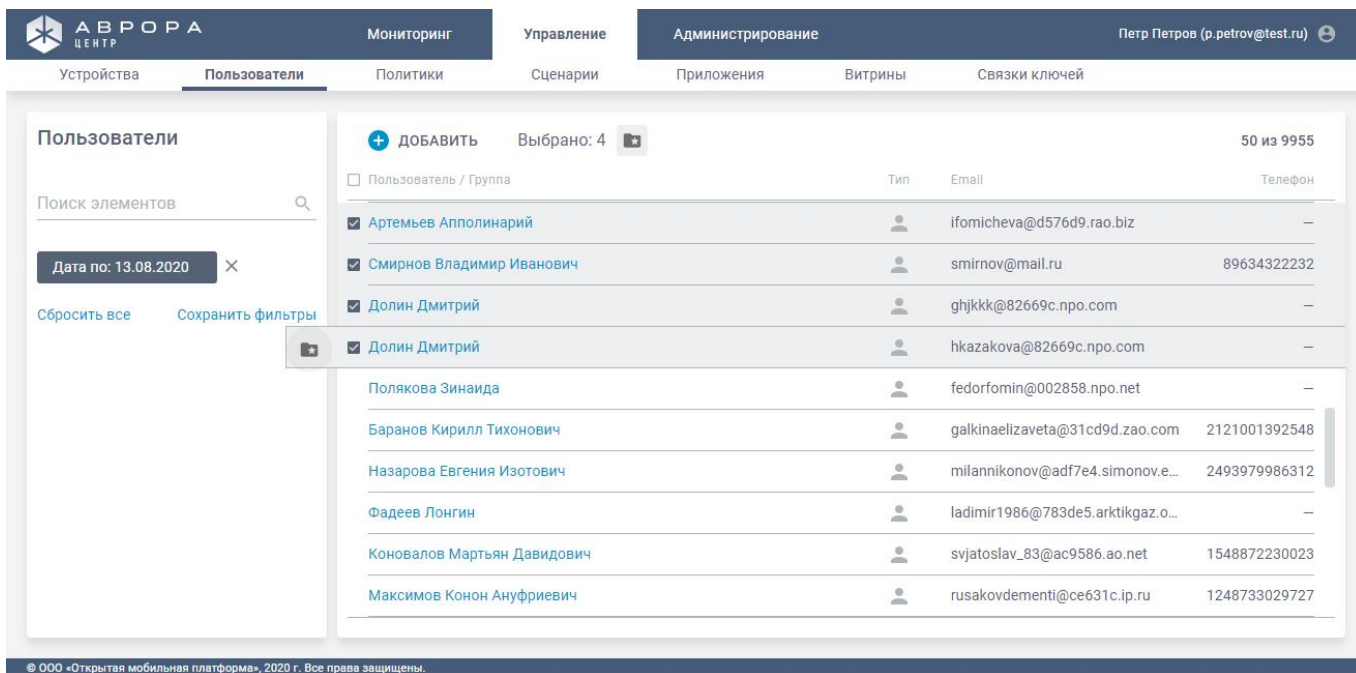 АВРОРА
ЦЕНТР
Мониторинг Управление Администрирование Петр Петров (p.petrov@test.ru)
Устройства Пользователи Политики Сценарии Приложения Витрины Связки ключей
Пользователи
Поиск элементов
Дата по: 13.08.2020
Сбросить все Сохранить фильтры
ДОБАВИТЬ Выбрано: 4 50 из 9955
Пользователь / Группа Тип Email Телефон
Артемьев Апполинарий ifomicheva@d576d9.rao.biz —
Смирнов Владимир Иванович smirnov@mail.ru 89634322232
Долин Дмитрий ghjkkk@82669c.npo.com —
Долин Дмитрий hkazakova@82669c.npo.com —
Полякова Зинаида fedorfomin@002858.npo.net —
Баранов Кирилл Тихонович galkinaelizaveta@31cd9d.zao.com 2121001392548
Назарова Евгения Изотович milannikonov@adf7e4.simonov.e... 2493979986312
Фадеев Лонгин ladimir1986@783de5.arktikgaz.o... —
Коновалов Мартьян Давидович svjatoslav_83@ac9586.ao.net 1548872230023
Максимов Конон Ануфриевич rusakovdementi@ce631c.ip.ru 1248733029727
© ООО «Открытая мобильная платформа», 2020 г. Все права защищены.